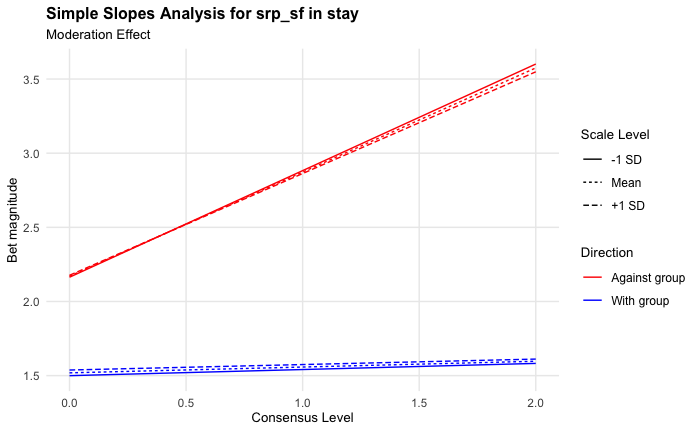 Simple Slopes Analysis for srp_sf in stay
Moderation Effect
Bet magnitude
3.5
3.0
2.5
2.0
1.5
0.0 0.5 1.0 1.5 2.0
Consensus Level
Scale Level
-1 SD
Mean
+1 SD
Direction
Against group
With group